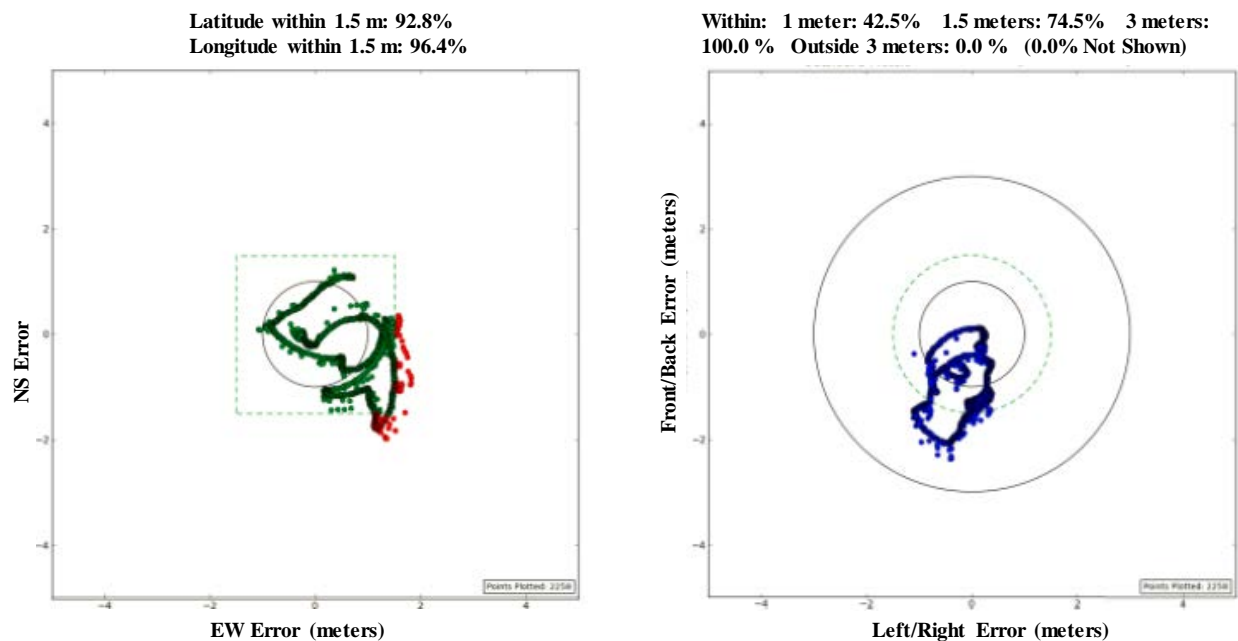 Latitude within 1.5 m: 92.8%
Longitude within 1.5 m: 96.4%
Within: 1 meter: 42.5% 1.5 meters: 74.5% 3 meters:
100.0 % Outside 3 meters: 0.0 % (0.0% Not Shown)
NS Error
4
2
0
−2
−4
−4
−2
0
2
4
Points Plotted: 2258
EW Error (meters)
Front/Back Error (meters)
4
2
0
−2
−4
−4
−2
0
2
4
Points Plotted: 2258
Left/Right Error (meters)